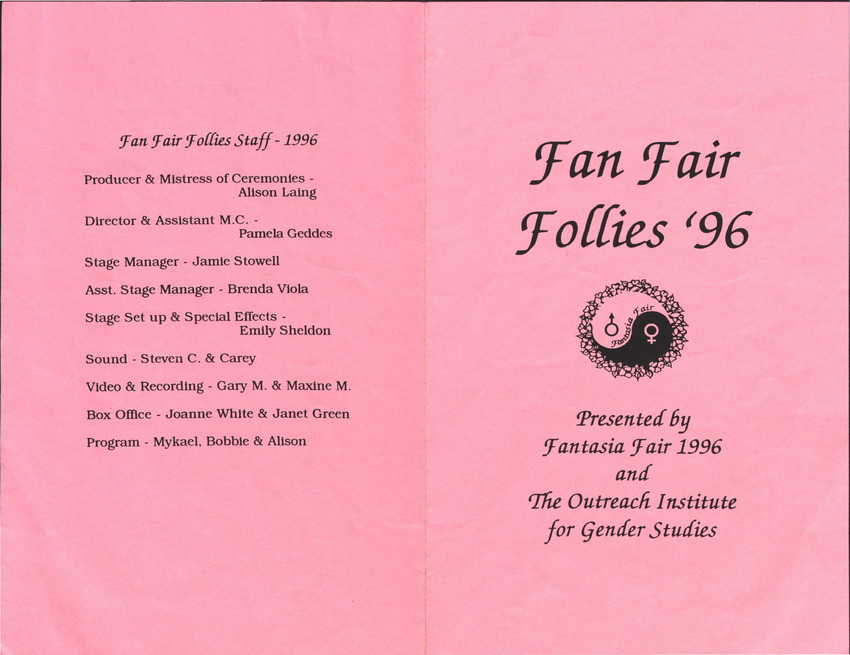 Fan Fair Follies Staff - 1996
Producer & Mistress of Ceremonies -
Alison Laing
Director & Assistant M.C. -
Pamela Geddes
Stage Manager - Jamie Stowell
Asst. Stage Manager - Brenda Viola
Stage Set up & Special Effects -
Emily Sheldon
Sound - Steven C. & Carey
Video & Recording - Gary M. & Maxine M.
Box Office - Joanne White & Janet Green
Program - Mykael, Bobbie & Alison
Fan Fair
Follies ‘96
Fantasia Fair
Presented by
Fantasia Fair 1996
and
The Outreach Institute
for Gender Studies